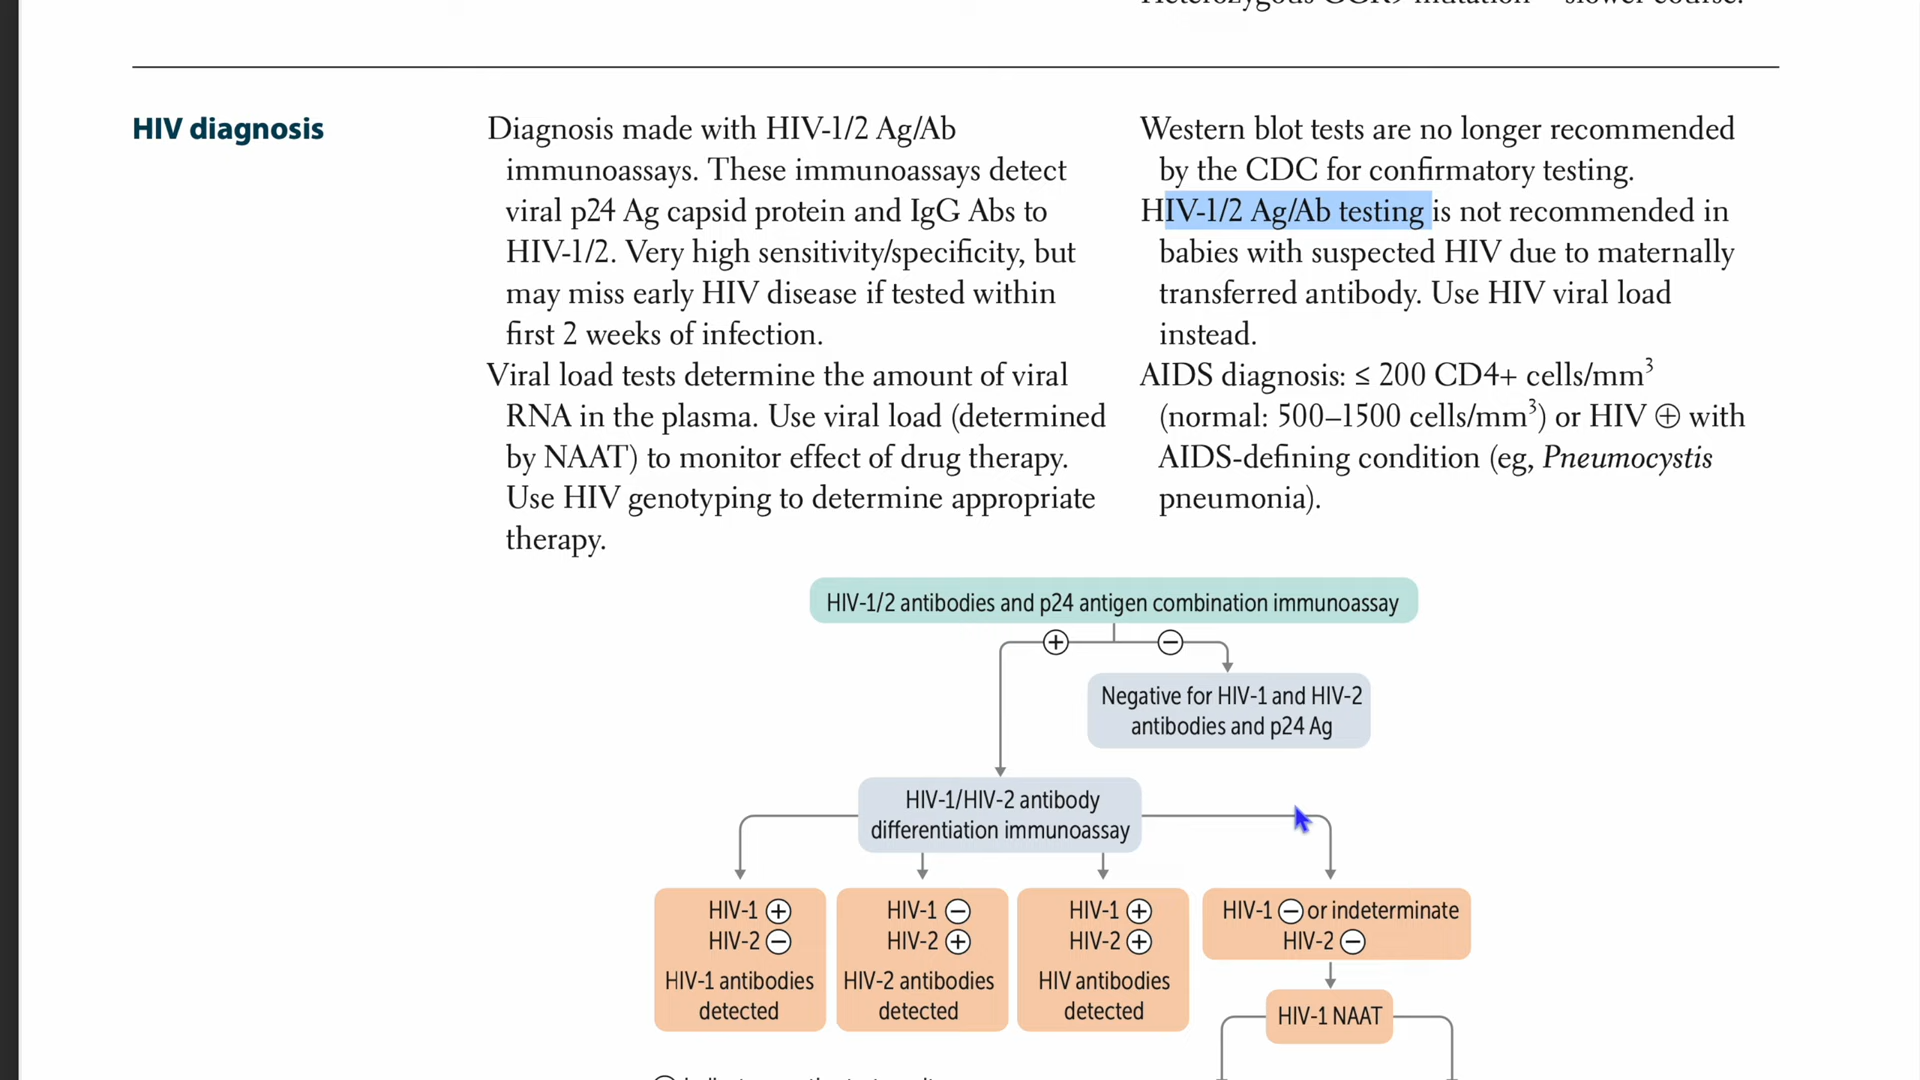 HIV diagnosis
Diagnosis made with HIV-1/2 Ag/Ab
immunoassays. These immunoassays detect
viral p24 Ag capsid protein and IgG Abs to
HIV-1/2. Very high sensitivity/specificity, but
may miss early HIV disease if tested within
first 2 weeks of infection.
Viral load tests determine the amount of viral
RNA in the plasma. Use viral load (determined
by NAAT) to monitor effect of drug therapy.
Use HIV genotyping to determine appropriate
therapy.
Western blot tests are no longer recommended
by the CDC for confirmatory testing.
HIV-1/2 Ag/Ab testing is not recommended in
babies with suspected HIV due to maternally
transferred antibody. Use HIV viral load
instead.
AIDS diagnosis: ≤ 200 CD4+ cells/mm³
(normal: 500–1500 cells/mm³) or HIV ⊕ with
AIDS-defining condition (eg, Pneumocystis
pneumonia).
HIV-1/2 antibodies and p24 antigen combination immunoassay
⊕ ⊖
Negative for HIV-1 and HIV-2
antibodies and p24 Ag
HIV-1/HIV-2 antibody
differentiation immunoassay
HIV-1 ⊕
HIV-2 ⊖
HIV-1 antibodies
detected
HIV-1 ⊖
HIV-2 ⊕
HIV-2 antibodies
detected
HIV-1 ⊕
HIV-2 ⊕
HIV antibodies
detected
HIV-1 ⊖ or indeterminate
HIV-2 ⊖
HIV-1 NAAT